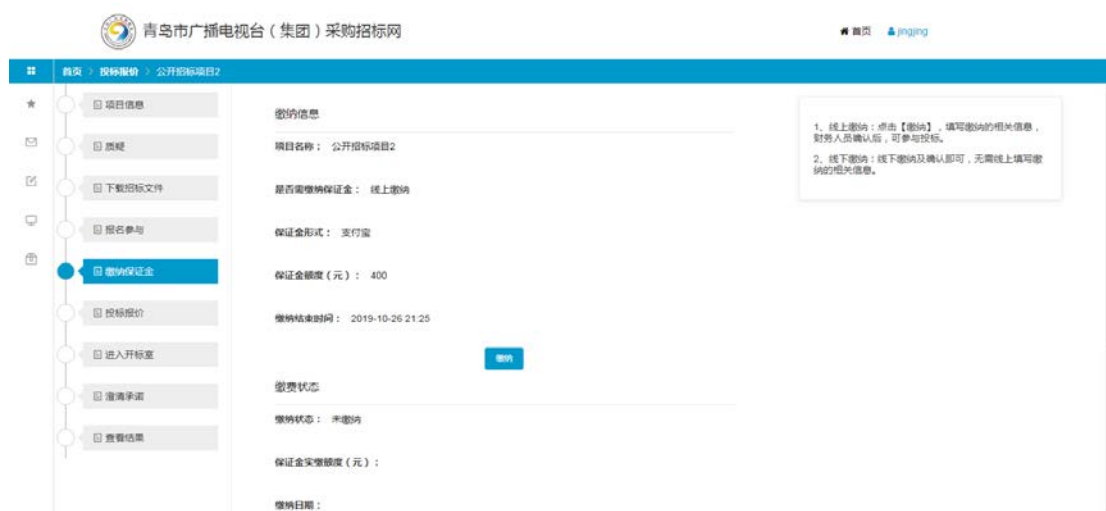 青岛市广播电视台（集团）采购招标网
首页 jingjing
首页 > 投标报价 > 公开招标项目2
项目信息
质疑
下载招标文件
报名参与
缴纳保证金
投标报价
进入开标室
澄清承诺
查看结果
缴纳信息
项目名称： 公开招标项目2
是否需缴纳保证金： 线上缴纳
保证金形式： 支付宝
保证金额度（元）： 400
缴纳结束时间： 2019-10-26 21:25
缴纳
缴费状态
缴纳状态： 未缴纳
保证金实缴额度（元）：
缴纳日期：
1、线上缴纳：点击【缴纳】，填写缴纳的相关信息，
财务人员确认后，可参与投标。
2、线下缴纳：线下缴纳及确认即可，无需线上填写缴
纳的相关信息。